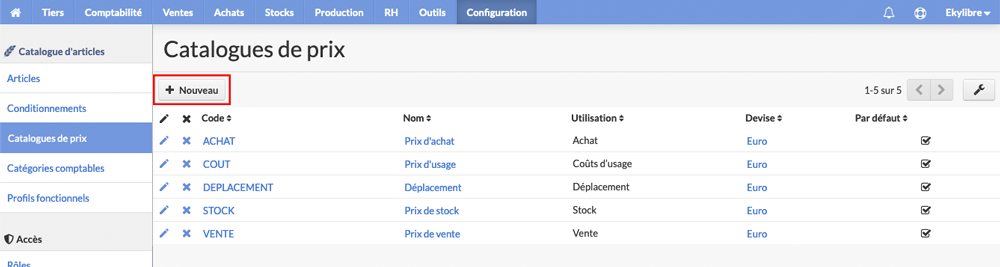 Tiers Comptabilité Ventes Achats Stocks Production RH Outils Configuration Ekylibre
Catalogue d'articles
Articles
Conditionnements
Catalogues de prix
Catégories comptables
Profils fonctionnels
Accès
Rôles
Catalogues de prix
Nouveau
1-5 sur 5
Code Nom Utilisation Devise Par défaut
ACHAT Prix d'achat Achat Euro
COUT Prix d'usage Coûts d'usage Euro
DEPLACEMENT Déplacement Déplacement Euro
STOCK Prix de stock Stock Euro
VENTE Prix de vente Vente Euro